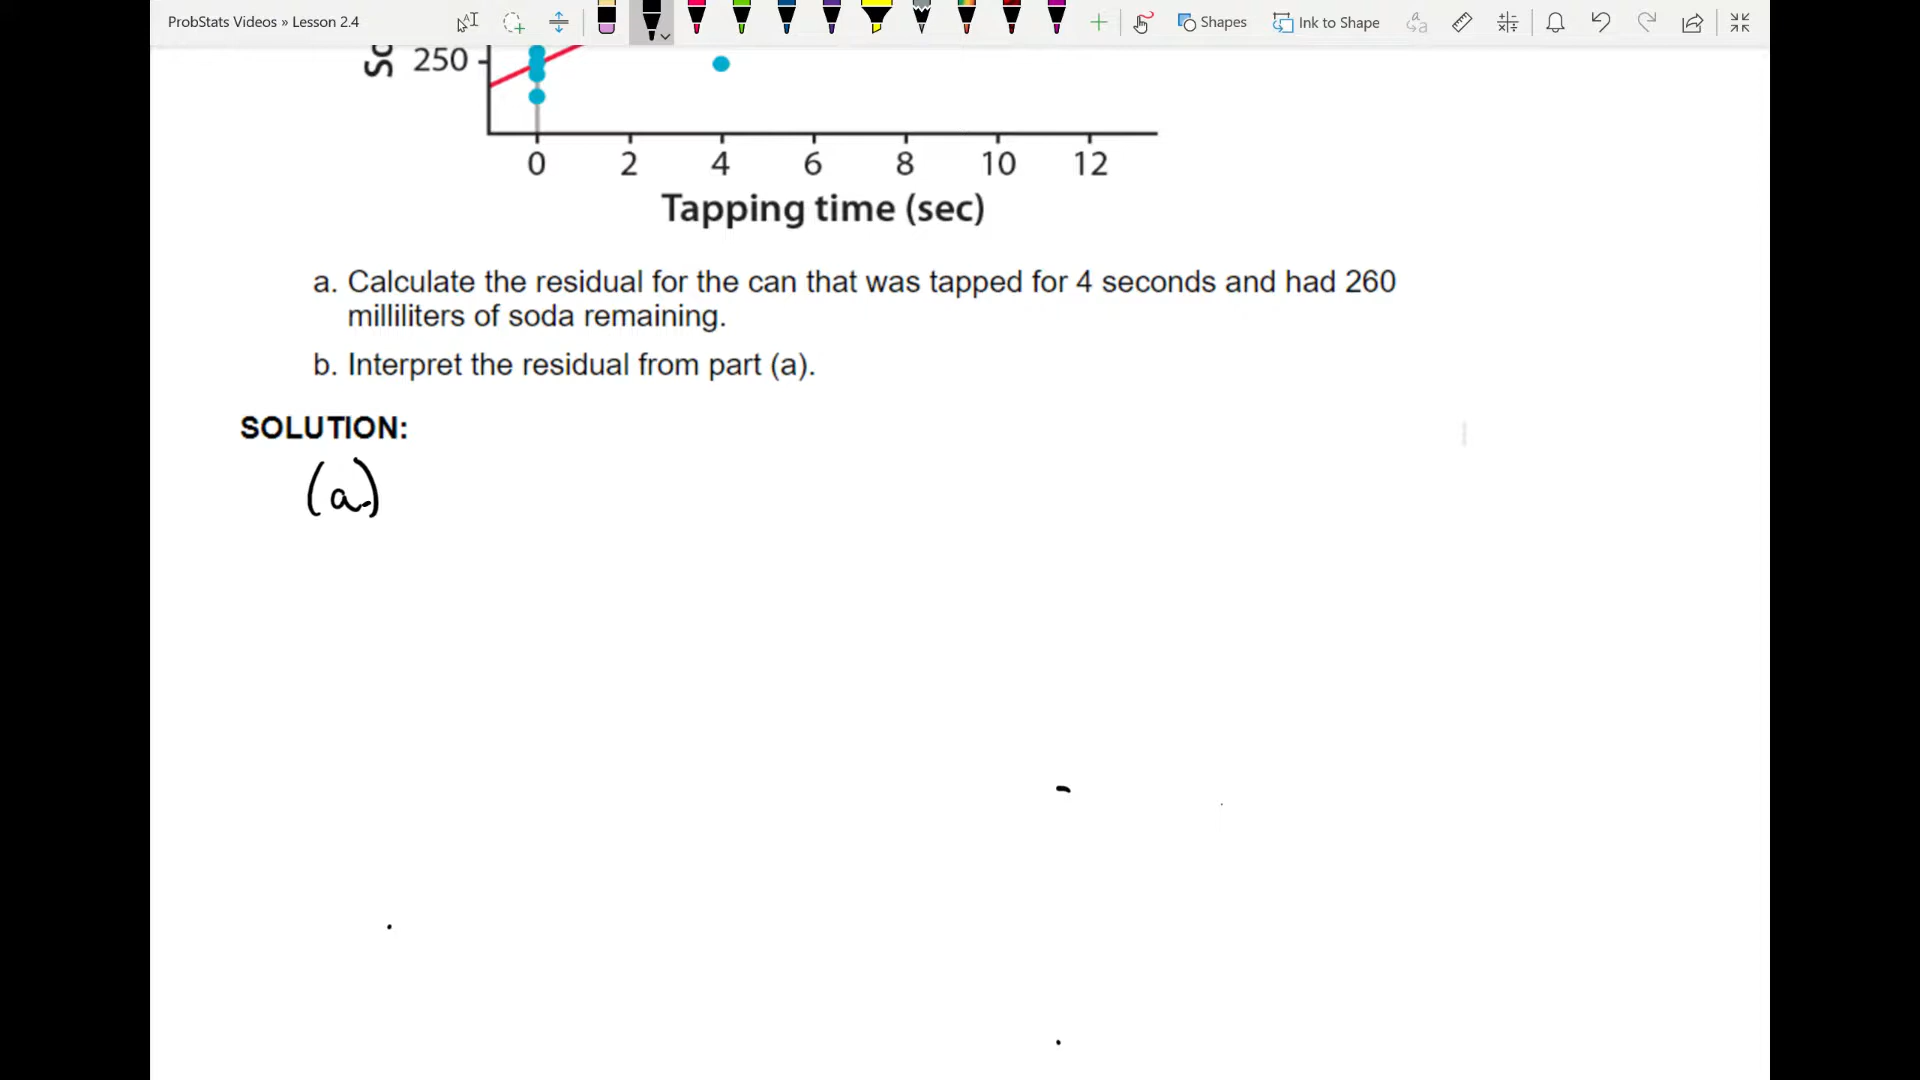 ProbStats Videos » Lesson 2.4
Shapes
Ink to Shape
250
0 2 4 6 8 10 12
Tapping time (sec)
a. Calculate the residual for the can that was tapped for 4 seconds and had 260
milliliters of soda remaining.
b. Interpret the residual from part (a).
SOLUTION:
(a)